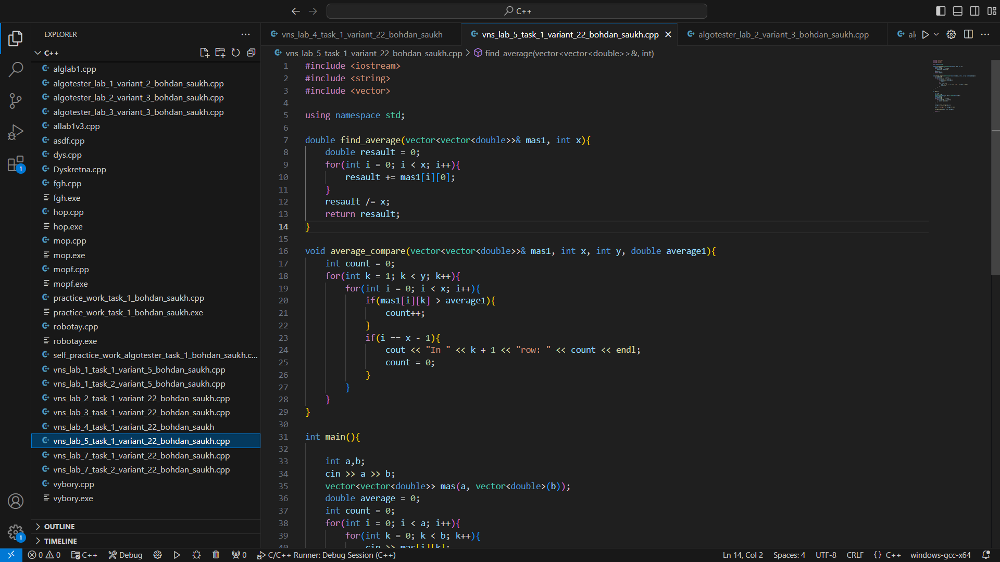 C++
EXPLORER
C++
alglab1.cpp
algotester_lab_1_variant_2_bohdan_saukh.cpp
algotester_lab_2_variant_3_bohdan_saukh.cpp
algotester_lab_3_variant_3_bohdan_saukh.cpp
allab1v3.cpp
asdf.cpp
dys.cpp
Dyskretna.cpp
fgh.cpp
fgh.exe
hop.cpp
hop.exe
mop.cpp
mop.exe
mopf.cpp
mopf.exe
practice_work_task_1_bohdan_saukh.cpp
practice_work_task_1_bohdan_saukh.exe
robotay.cpp
robotay.exe
self_practice_work_algotester_task_1_bohdan_saukh.c...
vns_lab_1_task_1_variant_5_bohdan_saukh.cpp
vns_lab_1_task_2_variant_5_bohdan_saukh.cpp
vns_lab_2_task_1_variant_22_bohdan_saukh.cpp
vns_lab_3_task_1_variant_22_bohdan_saukh.cpp
vns_lab_4_task_1_variant_22_bohdan_saukh
vns_lab_5_task_1_variant_22_bohdan_saukh.cpp
vns_lab_7_task_1_variant_22_bohdan_saukh.cpp
vns_lab_7_task_2_variant_22_bohdan_saukh.cpp
vybory.cpp
vybory.exe
OUTLINE
TIMELINE
1
1
vns_lab_4_task_1_variant_22_bohdan_saukh vns_lab_5_task_1_variant_22_bohdan_saukh.cpp algotester_lab_2_variant_3_bohdan_saukh.cpp
vns_lab_5_task_1_variant_22_bohdan_saukh.cpp > find_average(vector<vector<double>>&, int)
1 #include <iostream>
2 #include <string>
3 #include <vector>
4
5 using namespace std;
6
7 double find_average(vector<vector<double>>& mas1, int x){
8 double resault = 0;
9 for(int i = 0; i < x; i++){
10 resault += mas1[i][0];
11 }
12 resault /= x;
13 return resault;
14 }
15
16 void average_compare(vector<vector<double>>& mas1, int x, int y, double average1){
17 int count = 0;
18 for(int k = 1; k < y; k++){
19 for(int i = 0; i < x; i++){
20 if(mas1[i][k] > average1){
21 count++;
22 }
23 if(i == x - 1){
24 cout << "In " << k + 1 << "row: " << count << endl;
25 count = 0;
26 }
27 }
28 }
29 }
30
31 int main(){
32
33 int a,b;
34 cin >> a >> b;
35 vector<vector<double>> mas(a, vector<double>(b));
36 double average = 0;
37 int count = 0;
38 for(int i = 0; i < a; i++){
39 for(int k = 0; k < b; k++){
40 cin >> mas[i][k];
0 0 C++ Debug 0 C/C++ Runner: Debug Session (C++) Ln 14, Col 2 Spaces: 4 UTF-8 CRLF {} C++ windows-gcc-x64